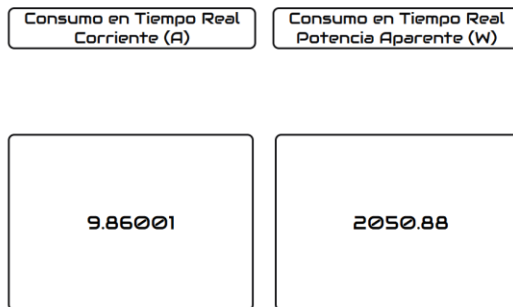 Consumo en Tiempo Real
Corriente (A)
Consumo en Tiempo Real
Potencia Aparente (W)
9.86001
2050.88